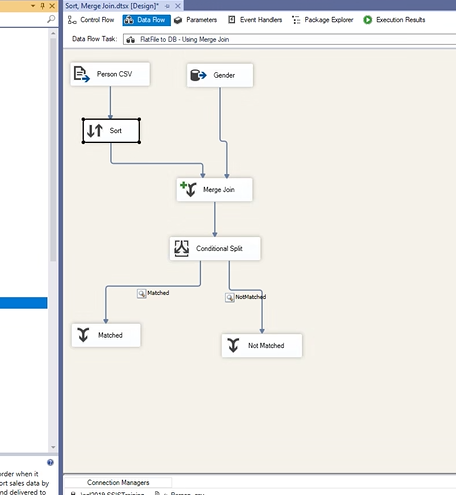 Sort, Merge Join.dtsx [Design]*
Control Flow Data Flow Parameters Event Handlers Package Explorer Execution Results
Data Flow Task: FlatFile to DB - Using Merge Join
Person CSV
Gender
Sort
Merge Join
Conditional Split
Matched
NotMatched
Matched
Not Matched
order when it
ort sales data by
nd delivered to
Connection Managers